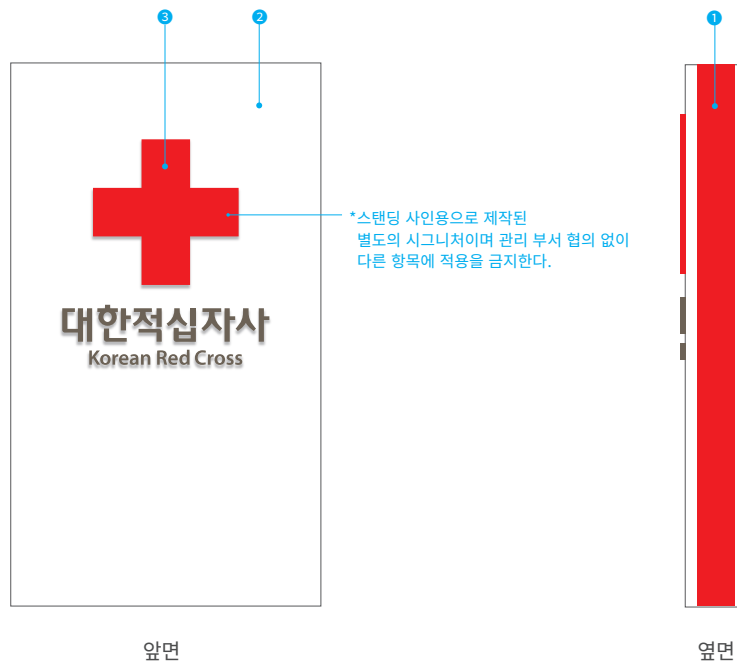 3
2
1
*스탠딩 사인용으로 제작된
별도의 시그니처이며 관리 부서 협의 없이
다른 항목에 적용을 금지한다.
대한적십자사
Korean Red Cross
앞면
옆면